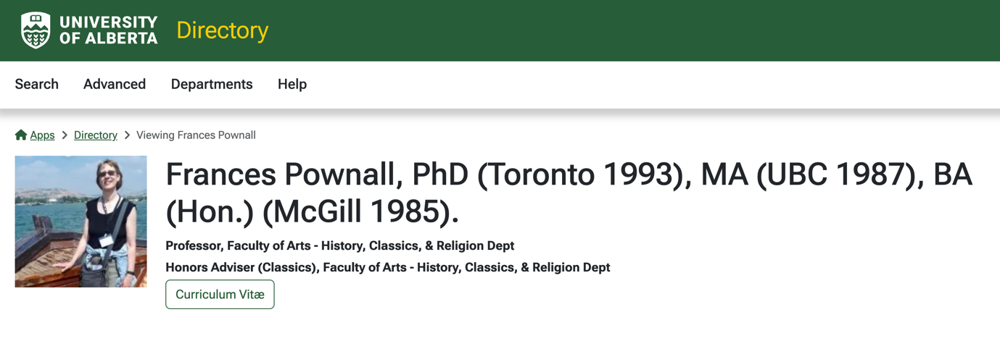 UNIVERSITY
OF ALBERTA
Directory
Search Advanced Departments Help
Apps Directory Viewing Frances Pownall
Frances Pownall, PhD (Toronto 1993), MA (UBC 1987), BA
(Hon.) (McGill 1985).
Professor, Faculty of Arts - History, Classics, & Religion Dept
Honors Adviser (Classics), Faculty of Arts - History, Classics, & Religion Dept
Curriculum Vitæ